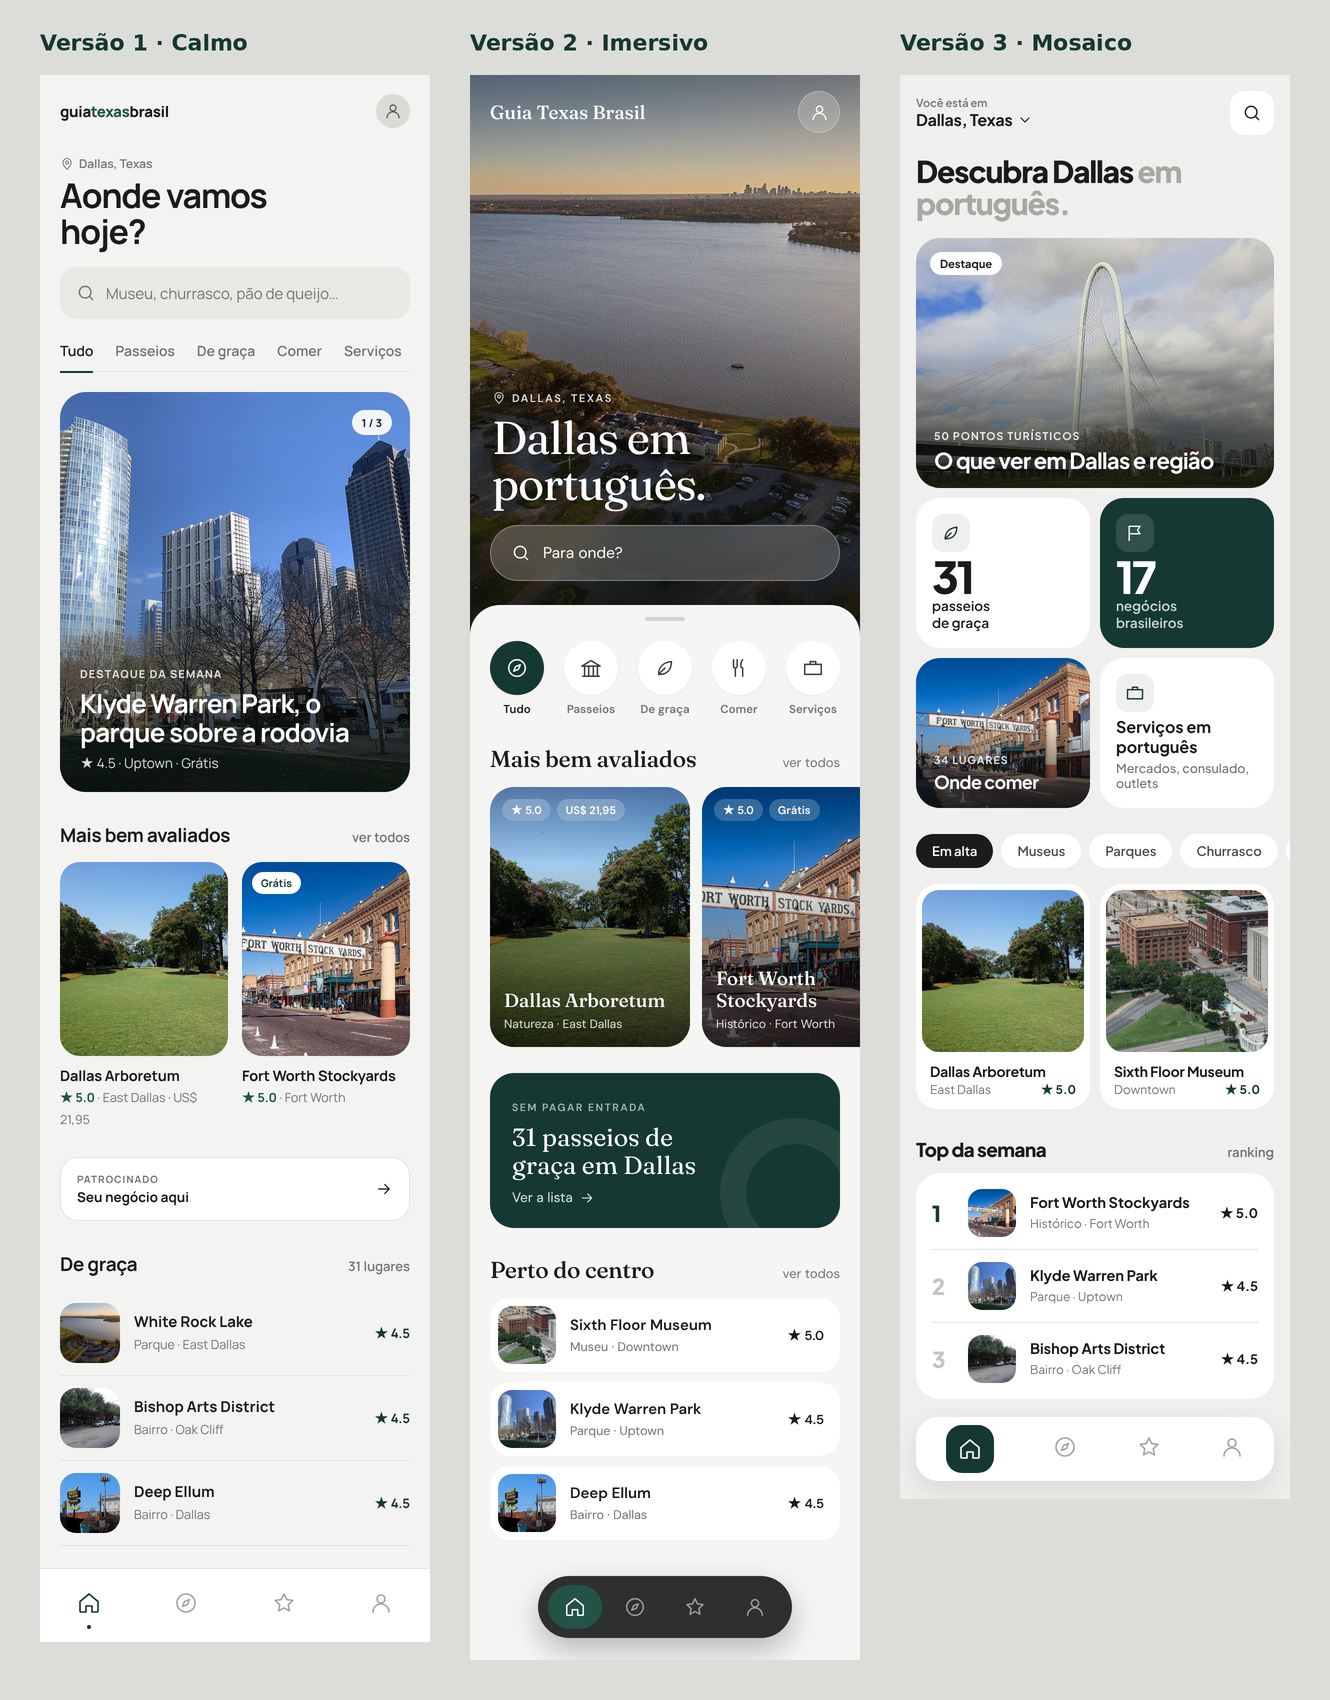 Versão 1 · Calmo
guiatexasbrasil
Dallas, Texas
Aonde vamos
hoje?
Museu, churrasco, pão de queijo...
Tudo Passeios De graça Comer Serviços
1 / 3
DESTAQUE DA SEMANA
Klyde Warren Park, o
parque sobre a rodovia
★ 4.5 · Uptown · Grátis
Mais bem avaliados ver todos
Grátis
FORT WORTH STOCK YARDS
Dallas Arboretum
★ 5.0 · East Dallas · US$
21,95
Fort Worth Stockyards
★ 5.0 · Fort Worth
PATROCINADO
Seu negócio aqui
De graça 31 lugares
White Rock Lake
Parque · East Dallas
★ 4.5
Bishop Arts District
Bairro · Oak Cliff
★ 4.5
Deep Ellum
Bairro · Dallas
★ 4.5
Versão 2 · Imersivo
Guia Texas Brasil
DALLAS, TEXAS
Dallas em
português.
Para onde?
Tudo Passeios De graça Comer Serviços
Mais bem avaliados ver todos
★ 5.0 US$ 21,95
Dallas Arboretum
Natureza · East Dallas
★ 5.0 Grátis
FORT WORTH STOCK YARDS
Fort Worth
Stockyards
Histórico · Fort Worth
SEM PAGAR ENTRADA
31 passeios de
graça em Dallas
Ver a lista →
Perto do centro ver todos
Sixth Floor Museum
Museu · Downtown
★ 5.0
Klyde Warren Park
Parque · Uptown
★ 4.5
Deep Ellum
Bairro · Dallas
★ 4.5
Versão 3 · Mosaico
Você está em
Dallas, Texas
Descubra Dallas em
português.
Destaque
50 PONTOS TURÍSTICOS
O que ver em Dallas e região
31
passeios
de graça
17
negócios
brasileiros
FORT WORTH STOCK YARDS
34 LUGARES
Onde comer
Serviços em
português
Mercados, consulado,
outlets
Em alta Museus Parques Churrasco
Dallas Arboretum
East Dallas ★ 5.0
Sixth Floor Museum
Downtown ★ 5.0
Top da semana ranking
1
Fort Worth Stockyards
Histórico · Fort Worth
★ 5.0
2
Klyde Warren Park
Parque · Uptown
★ 4.5
3
Bishop Arts District
Bairro · Oak Cliff
★ 4.5